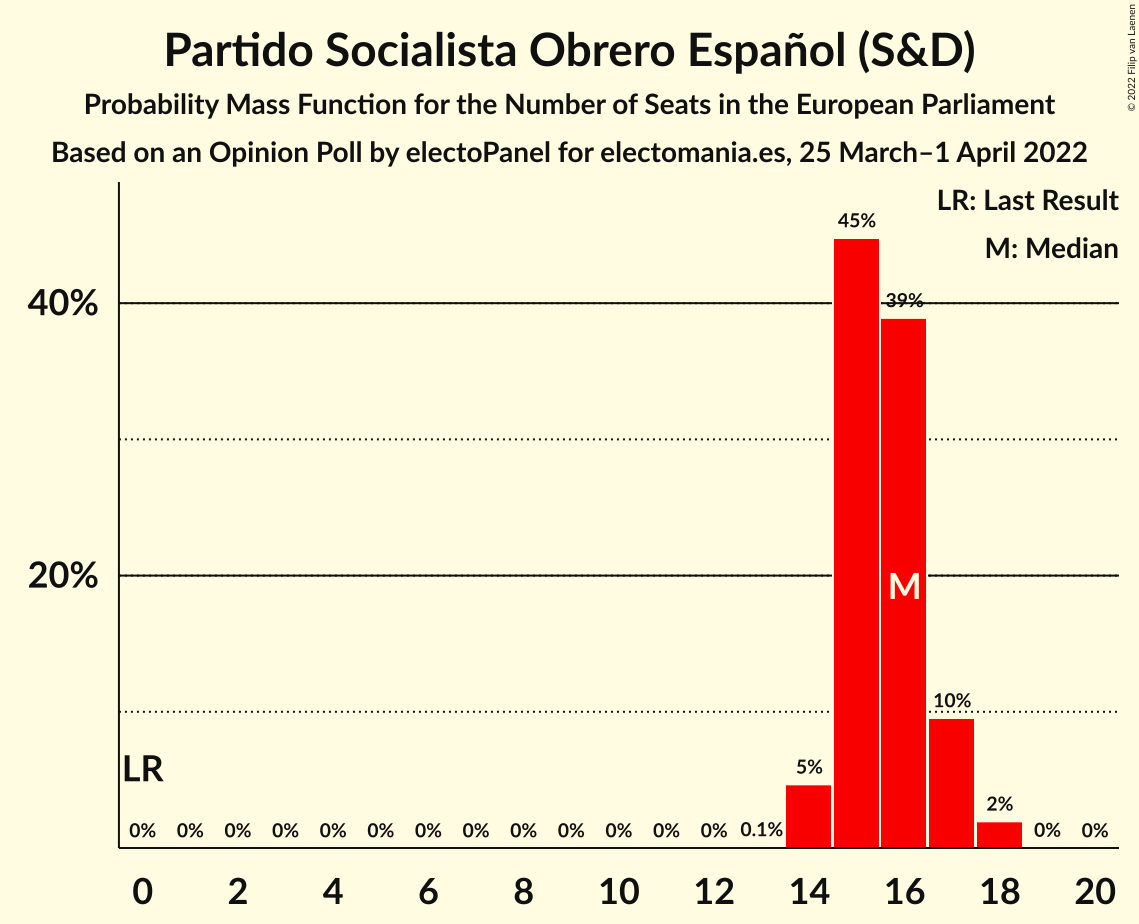 Partido Socialista Obrero Español (S&D)
Probability Mass Function for the Number of Seats in the European Parliament
Based on an Opinion Poll by electoPanel for electomania.es, 25 March–1 April 2022
© 2022 Filip van Laenen
LR: Last Result
M: Median
45%
40%
39%
20%
M
10%
LR
5%
2%
0% 0% 0% 0% 0% 0% 0% 0% 0% 0% 0% 0% 0% 0.1% 0% 0%
0 2 4 6 8 10 12 14 16 18 20